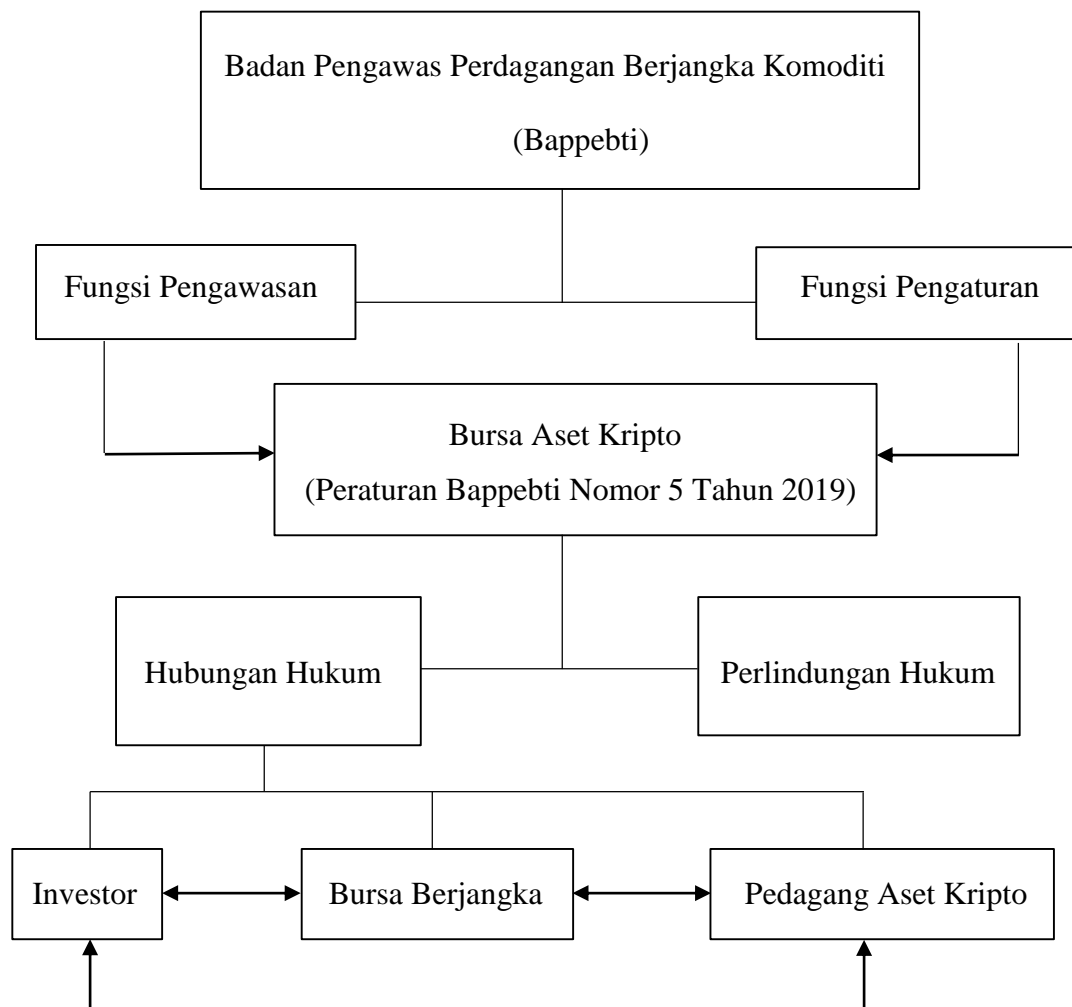 Badan Pengawas Perdagangan Berjangka Komoditi
(Bappebti)
Fungsi Pengawasan
Fungsi Pengaturan
Bursa Aset Kripto
(Peraturan Bappebti Nomor 5 Tahun 2019)
Hubungan Hukum
Perlindungan Hukum
Investor
Bursa Berjangka
Pedagang Aset Kripto